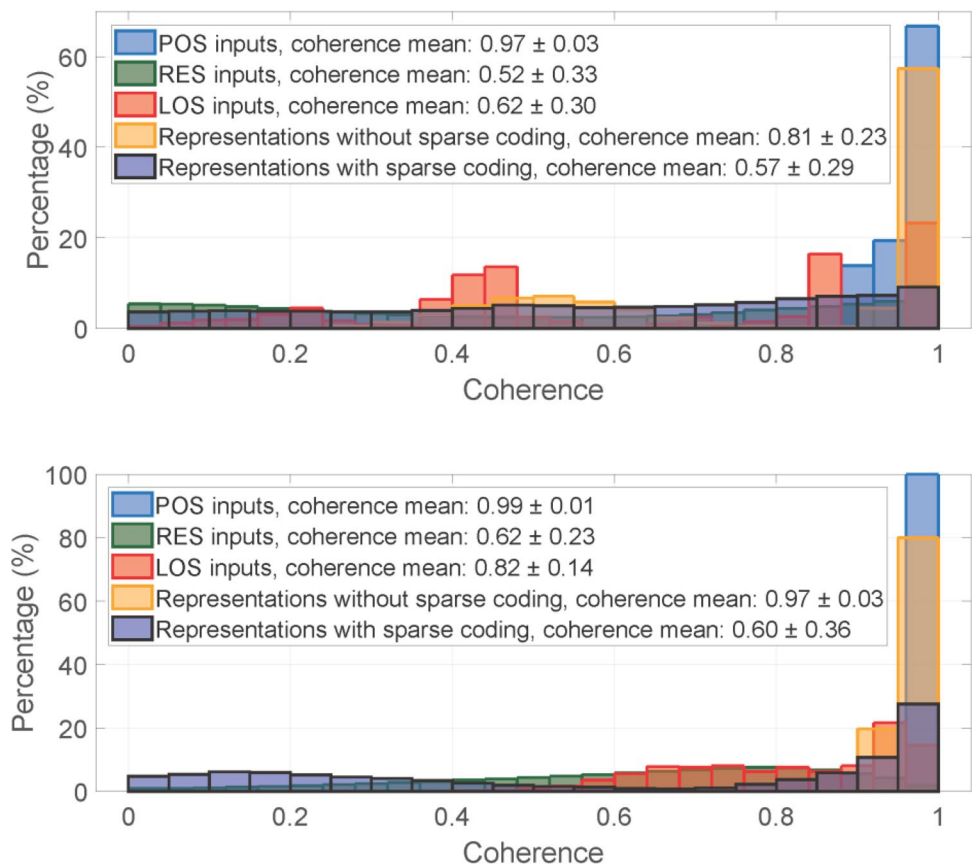 60
40
20
0
Percentage (%)
POS inputs, coherence mean: 0.97 ± 0.03
RES inputs, coherence mean: 0.52 ± 0.33
LOS inputs, coherence mean: 0.62 ± 0.30
Representations without sparse coding, coherence mean: 0.81 ± 0.23
Representations with sparse coding, coherence mean: 0.57 ± 0.29
0 0.2 0.4 0.6 0.8 1
Coherence
100
80
60
40
20
0
Percentage (%)
POS inputs, coherence mean: 0.99 ± 0.01
RES inputs, coherence mean: 0.62 ± 0.23
LOS inputs, coherence mean: 0.82 ± 0.14
Representations without sparse coding, coherence mean: 0.97 ± 0.03
Representations with sparse coding, coherence mean: 0.60 ± 0.36
0 0.2 0.4 0.6 0.8 1
Coherence